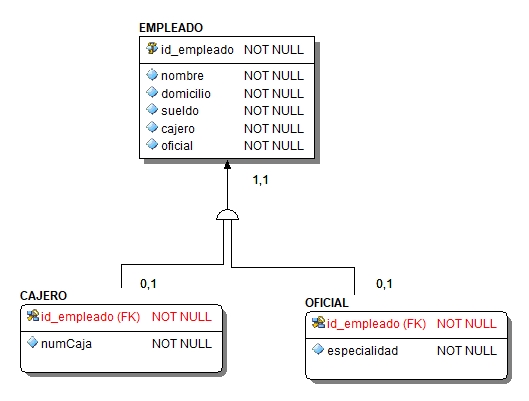 EMPLEADO
id_empleado NOT NULL
nombre NOT NULL
domicilio NOT NULL
sueldo NOT NULL
cajero NOT NULL
oficial NOT NULL
1,1
0,1
0,1
CAJERO
id_empleado (FK) NOT NULL
numCaja NOT NULL
OFICIAL
id_empleado (FK) NOT NULL
especialidad NOT NULL